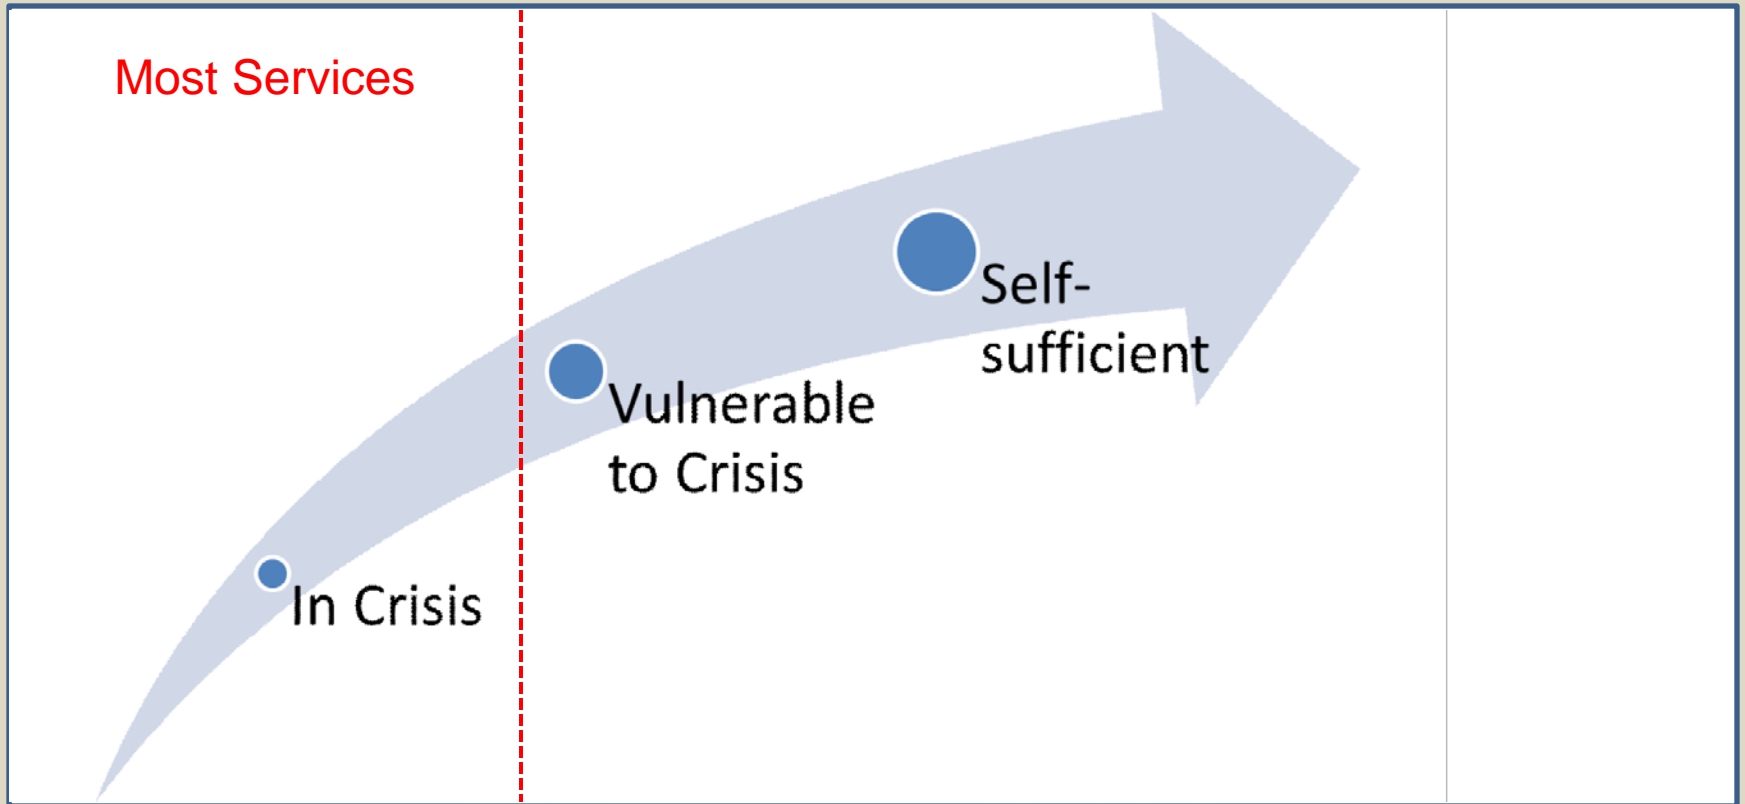 Most Services
Self-
sufficient
Vulnerable
to Crisis
In Crisis